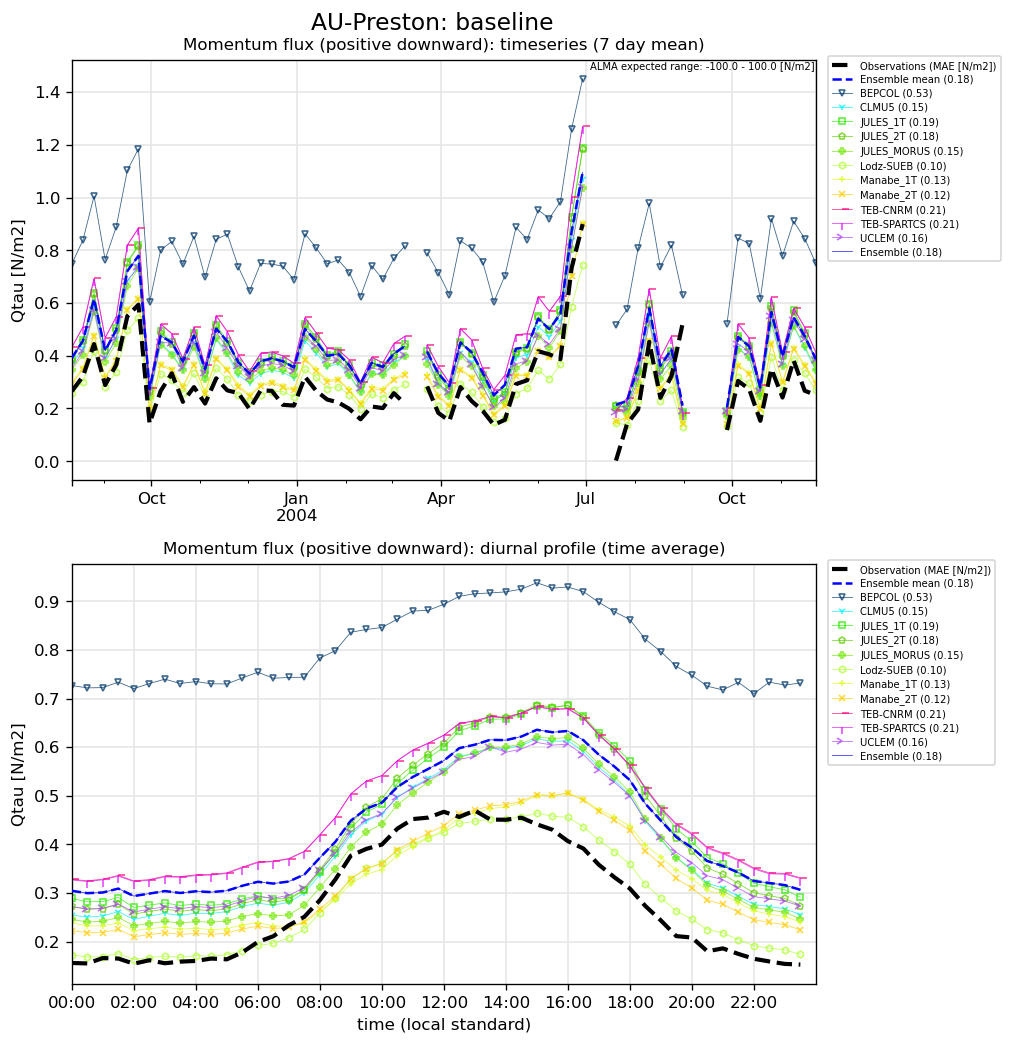 AU-Preston: baseline
Momentum flux (positive downward): timeseries (7 day mean)
ALMA expected range: -100.0 - 100.0 [N/m2]
Qtau [N/m2]
1.4
1.2
1.0
0.8
0.6
0.4
0.2
0.0
Oct
Jan
2004
Apr
Jul
Oct
Observations (MAE [N/m2])
Ensemble mean (0.18)
BEPCOL (0.53)
CLMU5 (0.15)
JULES_1T (0.19)
JULES_2T (0.18)
JULES_MORUS (0.15)
Lodz-SUEB (0.10)
Manabe_1T (0.13)
Manabe_2T (0.12)
TEB-CNRM (0.21)
TEB-SPARTCS (0.21)
UCLEM (0.16)
Ensemble (0.18)
Momentum flux (positive downward): diurnal profile (time average)
Qtau [N/m2]
0.9
0.8
0.7
0.6
0.5
0.4
0.3
0.2
00:00
02:00
04:00
06:00
08:00
10:00
12:00
14:00
16:00
18:00
20:00
22:00
time (local standard)
Observation (MAE [N/m2])
Ensemble mean (0.18)
BEPCOL (0.53)
CLMU5 (0.15)
JULES_1T (0.19)
JULES_2T (0.18)
JULES_MORUS (0.15)
Lodz-SUEB (0.10)
Manabe_1T (0.13)
Manabe_2T (0.12)
TEB-CNRM (0.21)
TEB-SPARTCS (0.21)
UCLEM (0.16)
Ensemble (0.18)